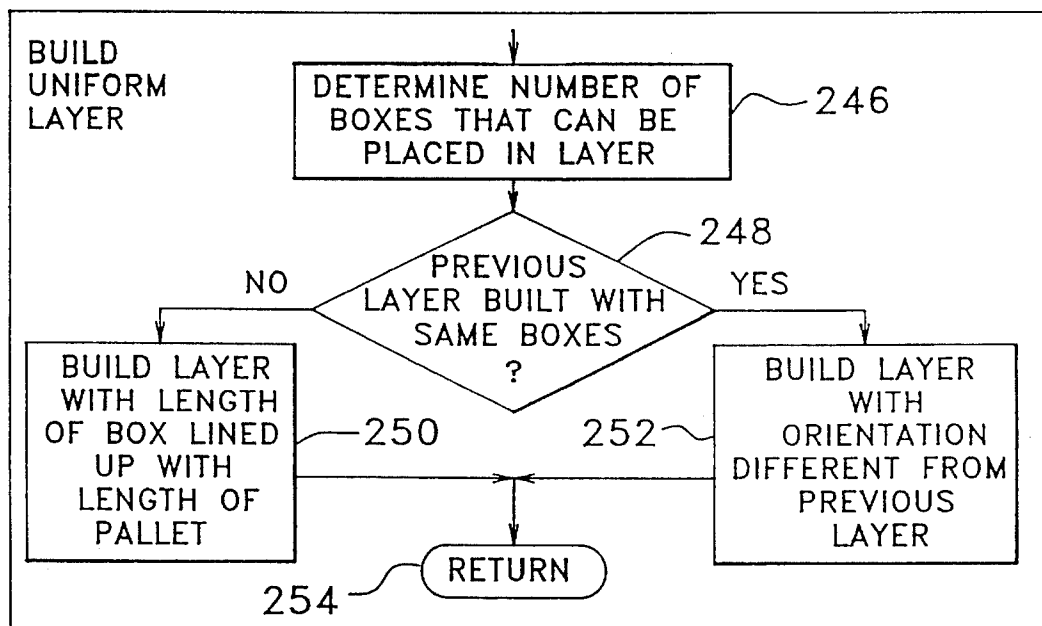 BUILD
UNIFORM
LAYER
DETERMINE NUMBER OF
BOXES THAT CAN BE
PLACED IN LAYER
246
248
PREVIOUS
LAYER BUILT WITH
SAME BOXES
?
NO
YES
BUILD LAYER
WITH LENGTH
OF BOX LINED
UP WITH
LENGTH OF
PALLET
250
252
BUILD LAYER
WITH
ORIENTATION
DIFFERENT FROM
PREVIOUS
LAYER
RETURN
254